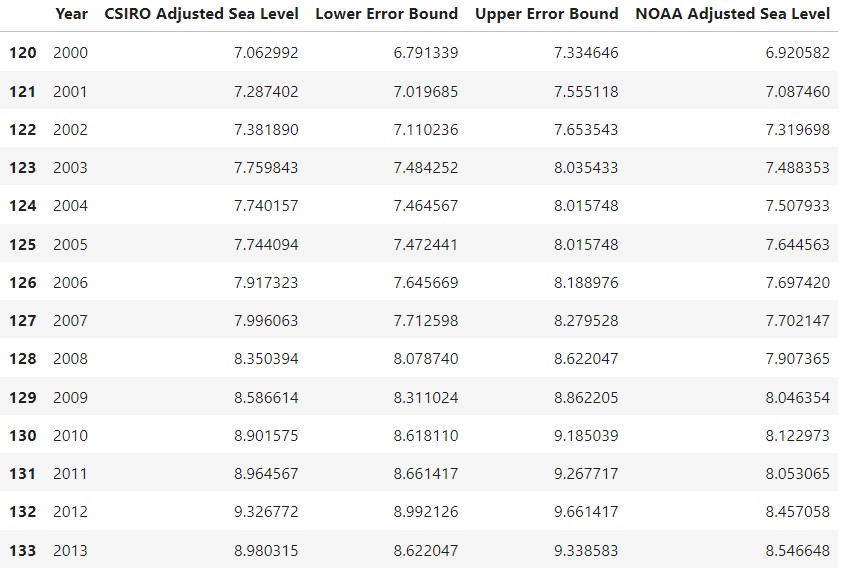 Year CSIRO Adjusted Sea Level Lower Error Bound Upper Error Bound NOAA Adjusted Sea Level
120 2000 7.062992 6.791339 7.334646 6.920582
121 2001 7.287402 7.019685 7.555118 7.087460
122 2002 7.381890 7.110236 7.653543 7.319698
123 2003 7.759843 7.484252 8.035433 7.488353
124 2004 7.740157 7.464567 8.015748 7.507933
125 2005 7.744094 7.472441 8.015748 7.644563
126 2006 7.917323 7.645669 8.188976 7.697420
127 2007 7.996063 7.712598 8.279528 7.702147
128 2008 8.350394 8.078740 8.622047 7.907365
129 2009 8.586614 8.311024 8.862205 8.046354
130 2010 8.901575 8.618110 9.185039 8.122973
131 2011 8.964567 8.661417 9.267717 8.053065
132 2012 9.326772 8.992126 9.661417 8.457058
133 2013 8.980315 8.622047 9.338583 8.546648